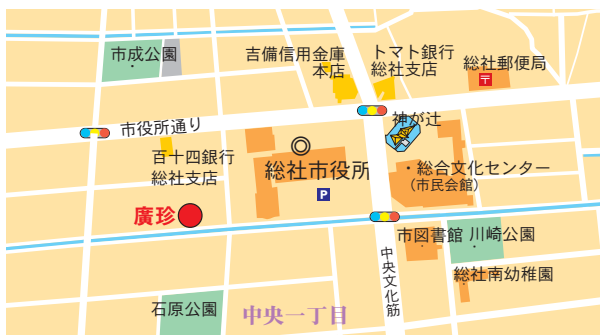 市成公園
吉備信用金庫
本店
トマト銀行
総社支店
総社郵便局
〒
神が辻
市役所通り
百十四銀行
総社支店
総社市役所
P
・総合文化センター
（市民会館）
廣珍
市図書館
川崎公園
中央文化筋
総社南幼稚園
石原公園
中央一丁目